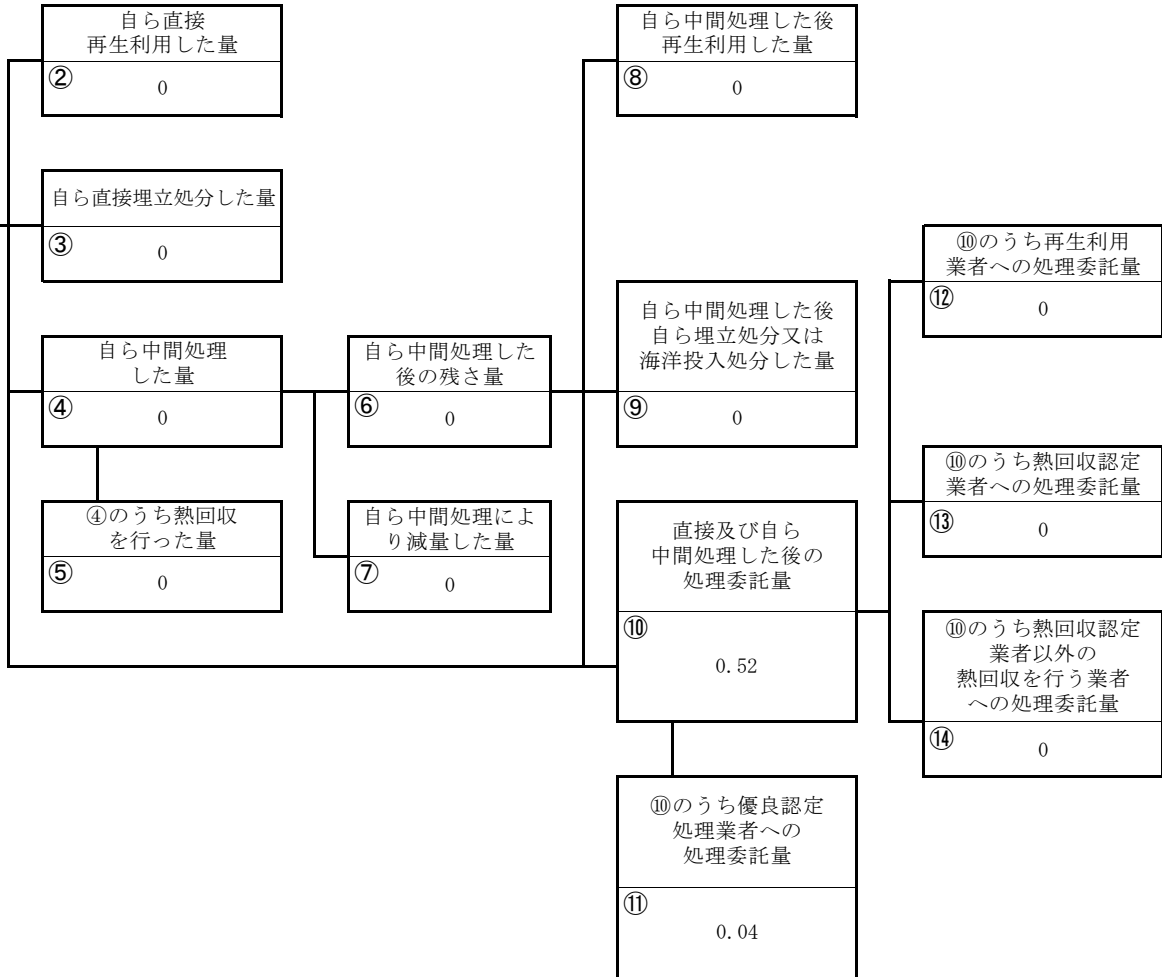 自ら直接
再生利用した量
②
0
自ら直接埋立処分した量
③
0
自ら中間処理
した量
④
0
④のうち熱回収
を行った量
⑤
0
自ら中間処理した
後の残さ量
⑥
0
自ら中間処理によ
り減量した量
⑦
0
自ら中間処理した後
再生利用した量
⑧
0
自ら中間処理した後
自ら埋立処分又は
海洋投入処分した量
⑨
0
直接及び自ら
中間処理した後の
処理委託量
⑩
0.52
⑩のうち優良認定
処理業者への
処理委託量
⑪
0.04
⑩のうち再生利用
業者への処理委託量
⑫
0
⑩のうち熱回収認定
業者への処理委託量
⑬
0
⑩のうち熱回収認定
業者以外の
熱回収を行う業者
への処理委託量
⑭
0